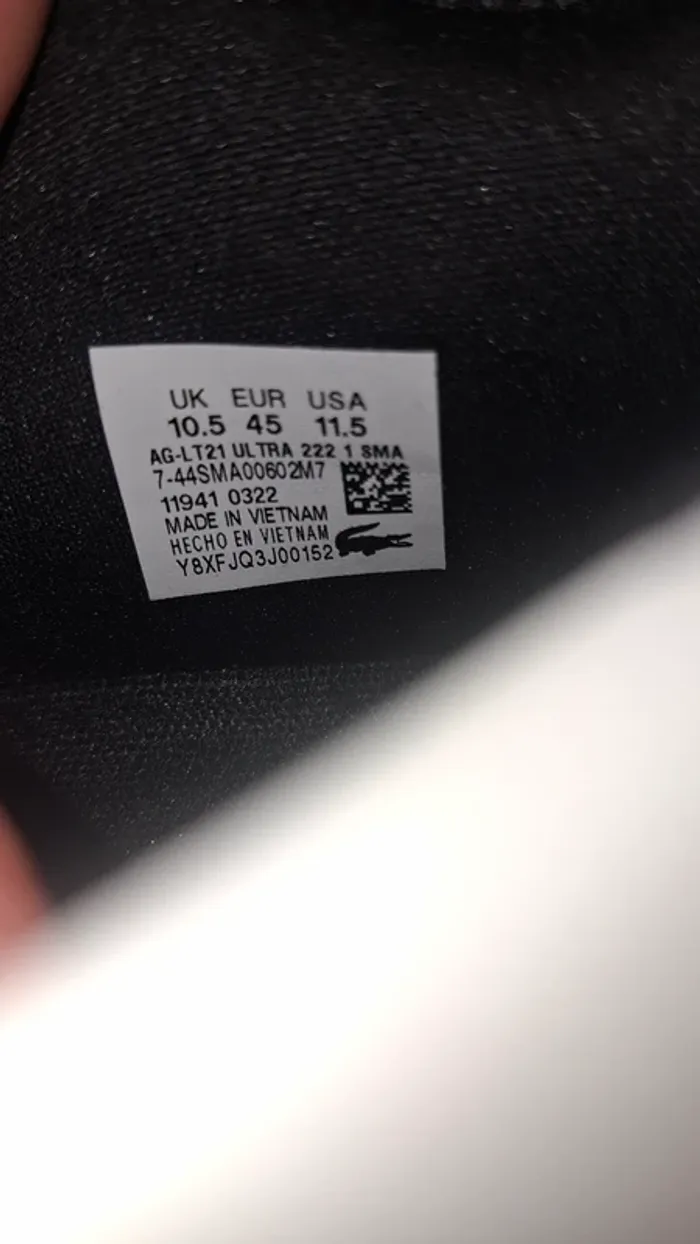 UK EUR USA
10.5 45 11.5
AG-LT21 ULTRA 222 1 SMA
7-44SMA00602M7
11941 0322
MADE IN VIETNAM
HECHO EN VIETNAM
Y8XFJQ3J00152